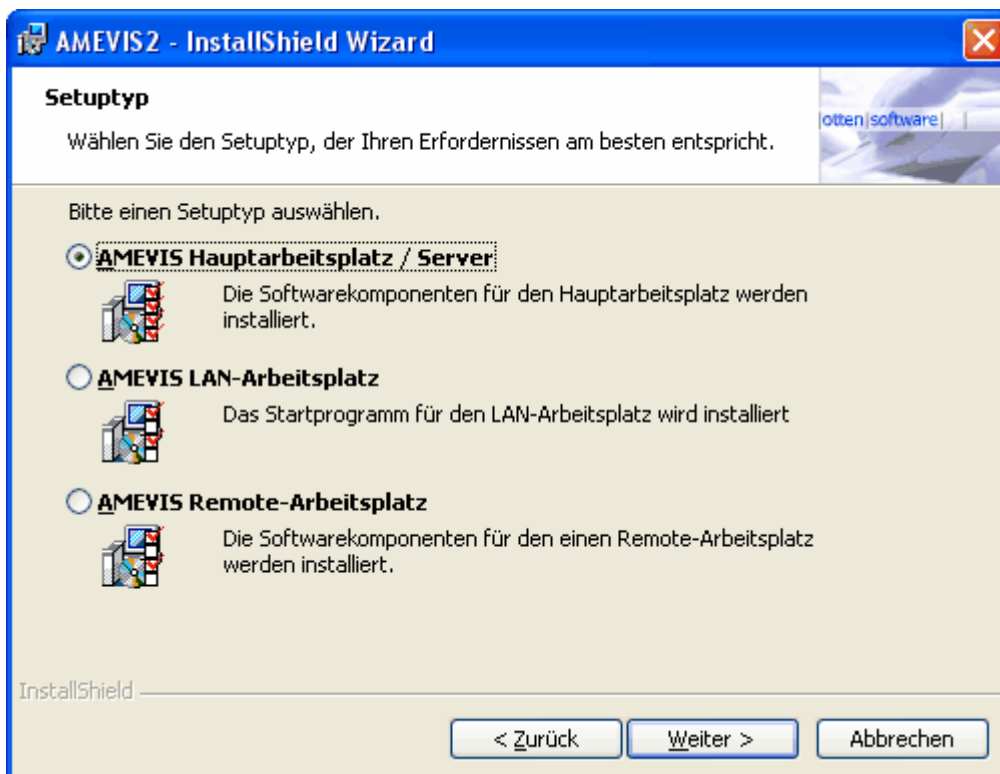 AMEVIS2 - InstallShield Wizard
Setuptyp
Wählen Sie den Setuptyp, der Ihren Erfordernissen am besten entspricht.
|otten|software| |
Bitte einen Setuptyp auswählen.
AMEVIS Hauptarbeitsplatz / Server
Die Softwarekomponenten für den Hauptarbeitsplatz werden
installiert.
AMEVIS LAN-Arbeitsplatz
Das Startprogramm für den LAN-Arbeitsplatz wird installiert
AMEVIS Remote-Arbeitsplatz
Die Softwarekomponenten für den einen Remote-Arbeitsplatz
werden installiert.
InstallShield
< Zurück
Weiter >
Abbrechen